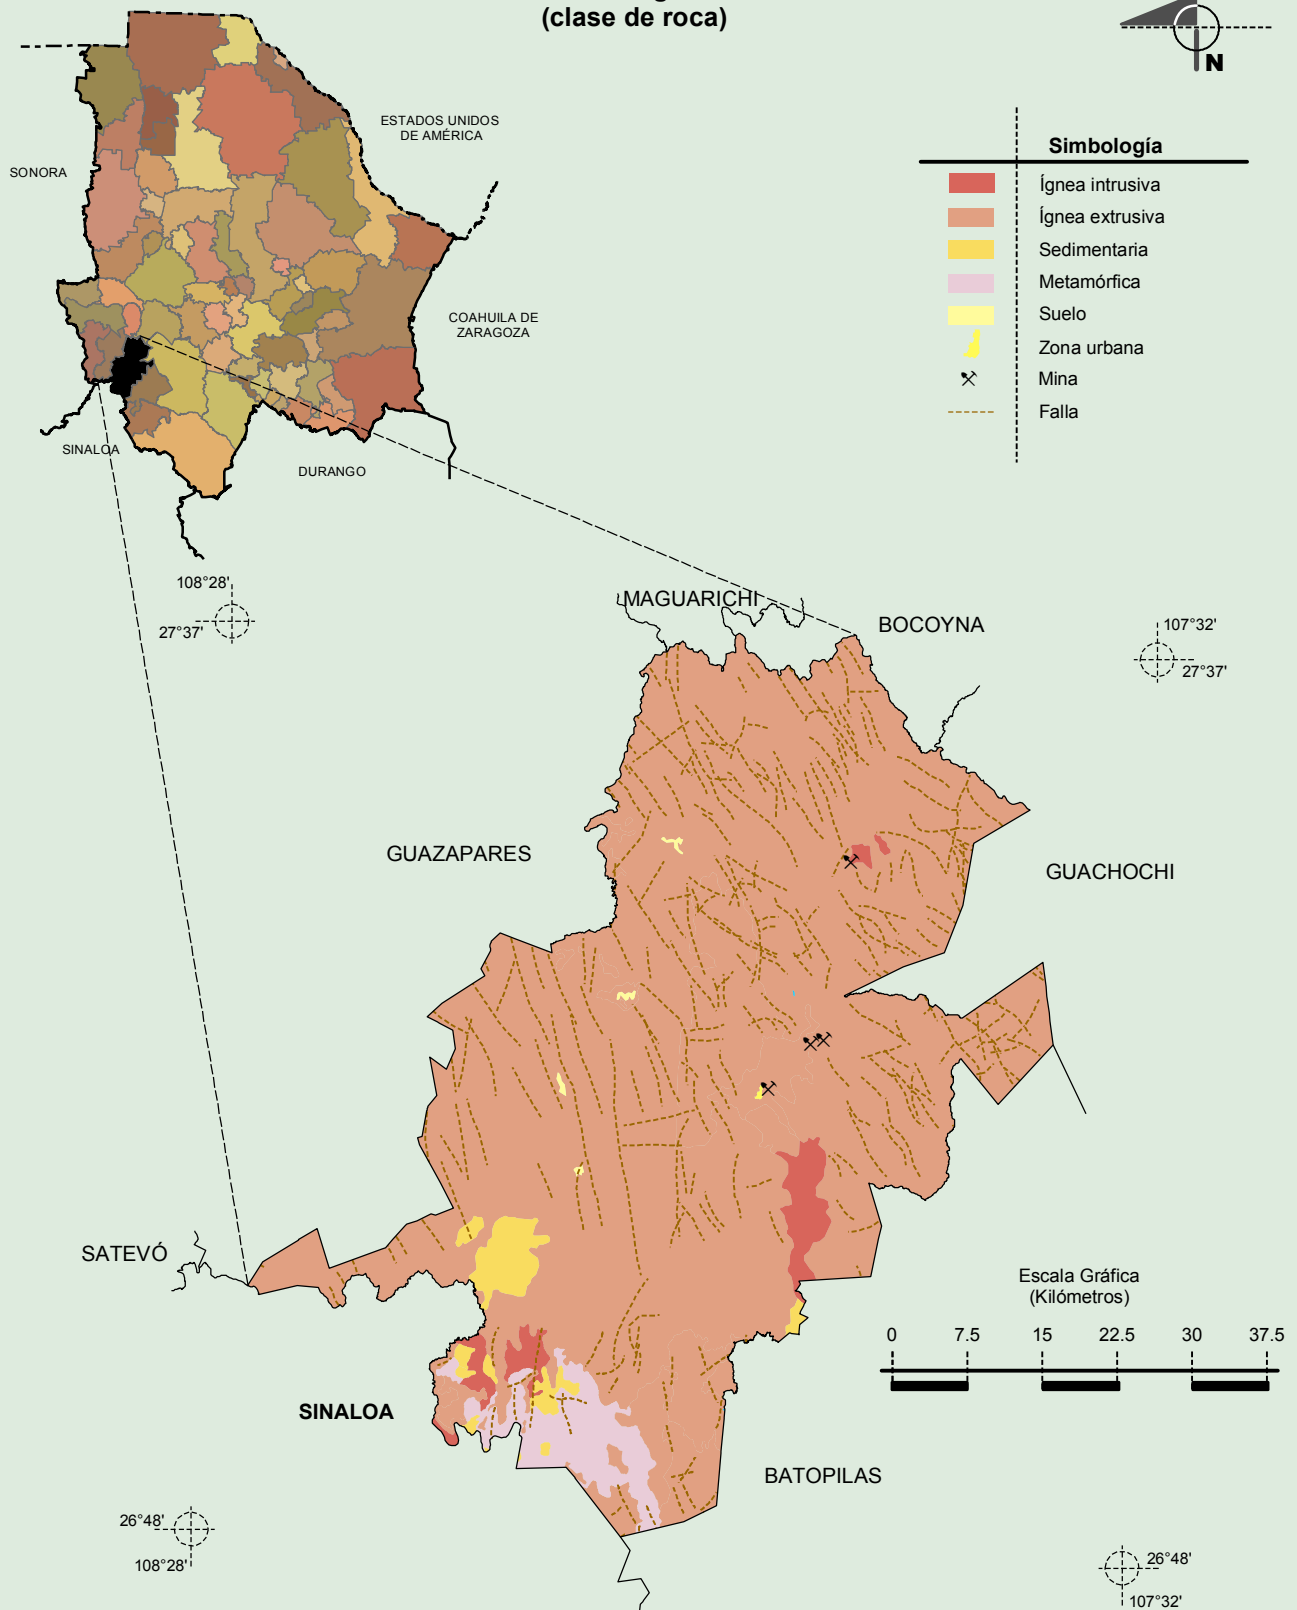 (clase de roca)
N
ESTADOS UNIDOS
DE AMÉRICA
SONORA
COAHUILA DE
ZARAGOZA
SINALOA
DURANGO
Simbología
Ígnea intrusiva
Ígnea extrusiva
Sedimentaria
Metamórfica
Suelo
Zona urbana
Mina
Falla
108°28'
27°37'
MAGUARICHI
BOCOYNA
107°32'
27°37'
GUAZAPARES
GUACHOCHI
SATEVÓ
Escala Gráfica
(Kilómetros)
0 7.5 15 22.5 30 37.5
SINALOA
BATOPILAS
26°48'
108°28'
26°48'
107°32'